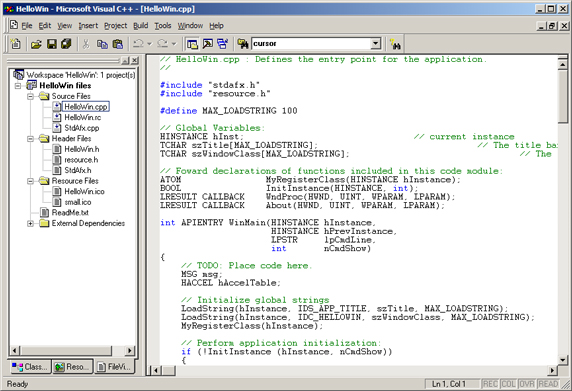 HelloWin - Microsoft Visual C++ - [HelloWin.cpp]
File Edit View Insert Project Build Tools Window Help
cursor
Workspace 'HelloWin': 1 project(s)
HelloWin files
Source Files
HelloWin.cpp
HelloWin.rc
StdAfx.cpp
Header Files
HelloWin.h
resource.h
StdAfx.h
Resource Files
HelloWin.ico
small.ico
ReadMe.txt
External Dependencies
Class...
Reso...
FileVi...
// HelloWin.cpp : Defines the entry point for the application.
//
#include "stdafx.h"
#include "resource.h"
#define MAX_LOADSTRING 100
// Global Variables:
HINSTANCE hInst; // current instance
TCHAR szTitle[MAX_LOADSTRING]; // The title ba
TCHAR szWindowClass[MAX_LOADSTRING]; // The
// Foward declarations of functions included in this code module:
ATOM MyRegisterClass(HINSTANCE hInstance);
BOOL InitInstance(HINSTANCE, int);
LRESULT CALLBACK WndProc(HWND, UINT, WPARAM, LPARAM);
LRESULT CALLBACK About(HWND, UINT, WPARAM, LPARAM);
int APIENTRY WinMain(HINSTANCE hInstance,
HINSTANCE hPrevInstance,
LPSTR lpCmdLine,
int nCmdShow)
{
// TODO: Place code here.
MSG msg;
HACCEL hAccelTable;
// Initialize global strings
LoadString(hInstance, IDS_APP_TITLE, szTitle, MAX_LOADSTRING);
LoadString(hInstance, IDC_HELLOWIN, szWindowClass, MAX_LOADSTRING);
MyRegisterClass(hInstance);
// Perform application initialization:
if (!InitInstance (hInstance, nCmdShow))
{
Ready
Ln 1, Col 1
REC COL OVR READ